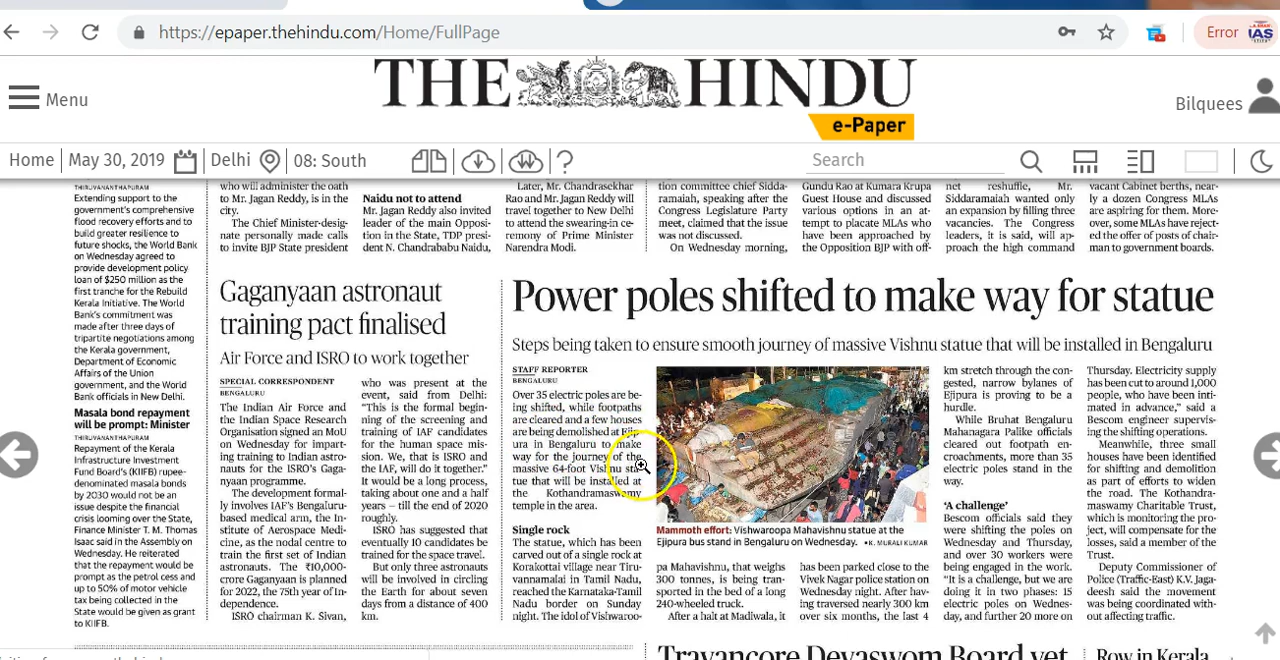 https://epaper.thehindu.com/Home/FullPage
Error
IAS
Menu
THE HINDU
e-Paper
Bilquees
Home
May 30, 2019
Delhi
08: South
Search
THIRUVANANTHAPURAM
Extending support to the
government's comprehensive
flood recovery efforts and to
build greater resilience to
future shocks, the World Bank
on Wednesday agreed to
provide development policy
loan of $250 million as the
first tranche for the Rebuild
Kerala Initiative. The World
Bank's commitment was
made after three days of
tripartite negotiations among
the Kerala government,
Department of Economic
Affairs of the Union
government, and the World
Bank officials in New Delhi.
Masala bond repayment
will be prompt: Minister
THIRUVANANTHAPURAM
Repayment of the Kerala
Infrastructure Investment
Fund Board's (KIIFB) rupee-
denominated masala bonds
by 2030 would not be an
issue despite the financial
crisis looming over the State,
Finance Minister T. M. Thomas
Isaac said in the Assembly on
Wednesday. He reiterated
that the repayment would be
prompt as the petrol cess and
up to 50% of motor vehicle
tax being collected in the
State would be given as grant
to KIIFB.
who will administer the oath
to Mr. Jagan Reddy, is in the
city.
The Chief Minister-desig-
nate personally made calls
to invite BJP State president
Naidu not to attend
Mr. Jagan Reddy also invited
leader of the main Opposi-
tion in the State, TDP presi-
dent N. Chandrababu Naidu,
Later, Mr. Chandrasekhar
Rao and Mr. Jagan Reddy will
travel together to New Delhi
to attend the swearing-in ce-
remony of Prime Minister
Narendra Modi.
tion committee chief Sidda-
ramaiah, speaking after the
Congress Legislature Party
meet, claimed that the issue
was not discussed.
On Wednesday morning,
Gundu Rao at Kumara Krupa
Guest House and discussed
various options in an at-
tempt to placate MLAs who
have been approached by
the Opposition BJP with off-
net reshuffle, Mr.
Siddaramaiah wanted only
an expansion by filling three
vacancies. The Congress
leaders, it is said, will ap-
proach the high command
vacant Cabinet berths, near-
ly a dozen Congress MLAs
are aspiring for them. More-
over, some MLAs have reject-
ed the offer of posts of chair-
man to government boards.
Gaganyaan astronaut
training pact finalised
Air Force and ISRO to work together
SPECIAL CORRESPONDENT
BENGALURU
The Indian Air Force and
the Indian Space Research
Organisation signed an MoU
on Wednesday for impart-
ing training to Indian astro-
nauts for the ISRO's Gaga-
nyaan programme.
The development formal-
ly involves IAF's Bengaluru-
based medical arm, the In-
stitute of Aerospace Medi-
cine, as the nodal centre to
train the first set of Indian
astronauts. The ₹10,000-
crore Gaganyaan is planned
for 2022, the 75th year of In-
dependence.
ISRO chairman K. Sivan,
who was present at the
event, said from Delhi:
"This is the formal begin-
ning of the screening and
training of IAF candidates
for the human space mis-
sion. We, that is ISRO and
the IAF, will do it together."
It would be a long process,
taking about one and a half
years – till the end of 2020
roughly.
ISRO has suggested that
eventually 10 candidates be
trained for the space travel.
But only three astronauts
will be involved in circling
the Earth for about seven
days from a distance of 400
km.
Power poles shifted to make way for statue
Steps being taken to ensure smooth journey of massive Vishnu statue that will be installed in Bengaluru
STAFF REPORTER
BENGALURU
Over 35 electric poles are be-
ing shifted, while footpaths
are cleared and a few houses
are being demolished at Ejip-
ura in Bengaluru to make
way for the journey of the
massive 64-foot Vishnu sta-
tue that will be installed at
the Kothandramaswamy
temple in the area.
Single rock
The statue, which has been
carved out of a single rock at
Korakottai village near Tiru-
vannamalai in Tamil Nadu,
reached the Karnataka-Tamil
Nadu border on Sunday
night. The idol of Vishwaroo-
Mammoth effort: Vishwaroopa Mahavishnu statue at the
Ejipura bus stand in Bengaluru on Wednesday. •K. MURALI KUMAR
pa Mahavishnu, that weighs
300 tonnes, is being tran-
sported in the bed of a long
240-wheeled truck.
After a halt at Madiwala, it
has been parked close to the
Vivek Nagar police station on
Wednesday night. After hav-
ing traversed nearly 300 km
over six months, the last 4
km stretch through the con-
gested, narrow bylanes of
Ejipura is proving to be a
hurdle.
While Bruhat Bengaluru
Mahanagara Palike officials
cleared footpath en-
croachments, more than 35
electric poles stand in the
way.
'A challenge'
Bescom officials said they
were shifting the poles on
Wednesday and Thursday,
and over 30 workers were
being engaged in the work.
"It is a challenge, but we are
doing it in two phases: 15
electric poles on Wednes-
day, and further 20 more on
Thursday. Electricity supply
has been cut to around 1,000
people, who have been inti-
mated in advance," said a
Bescom engineer supervis-
ing the shifting operations.
Meanwhile, three small
houses have been identified
for shifting and demolition
as part of efforts to widen
the road. The Kothandra-
maswamy Charitable Trust,
which is monitoring the pro-
ject, will compensate for the
losses, said a member of the
Trust.
Deputy Commissioner of
Police (Traffic-East) K.V. Jaga-
deesh said the movement
was being coordinated with-
out affecting traffic.
Travancore Devaswom Board vet
Row in Kerala